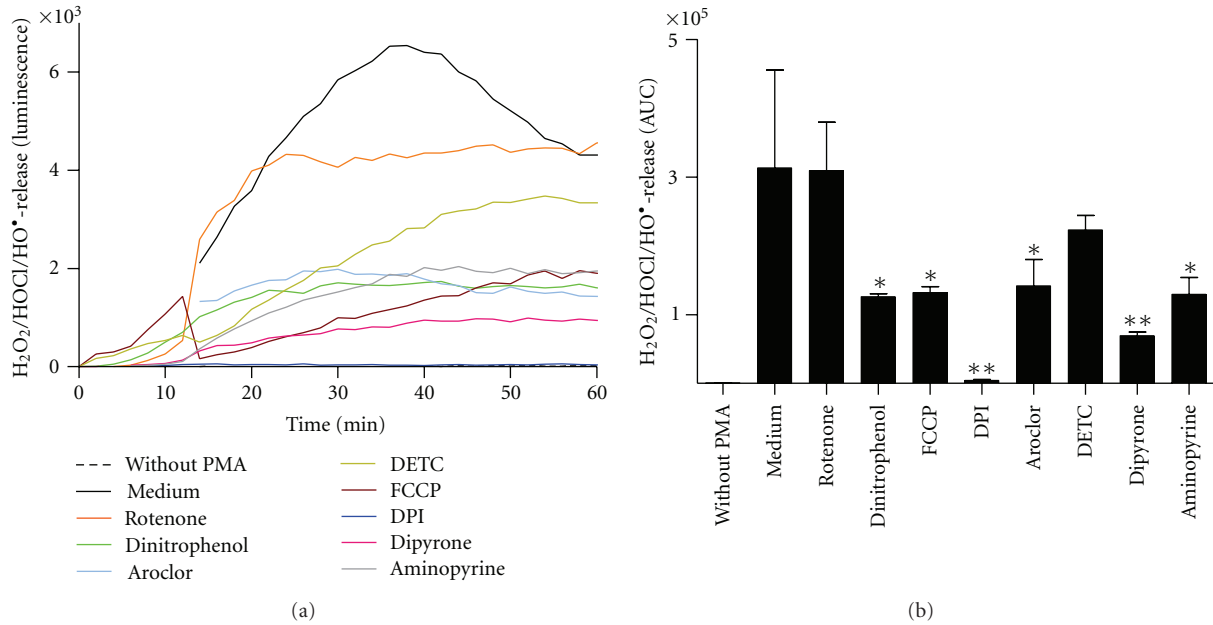 ×10³
H₂O₂/HOCl/HO•-release (luminescence)
6
4
2
0
0 10 20 30 40 50 60
Time (min)
Without PMA
Medium
Rotenone
Dinitrophenol
Aroclor
DETC
FCCP
DPI
Dipyrone
Aminopyrine
(a)
×10⁵
H₂O₂/HOCl/HO•-release (AUC)
5
3
1
* * ** * ** *
Without PMA
Medium
Rotenone
Dinitrophenol
FCCP
DPI
Aroclor
DETC
Dipyrone
Aminopyrine
(b)